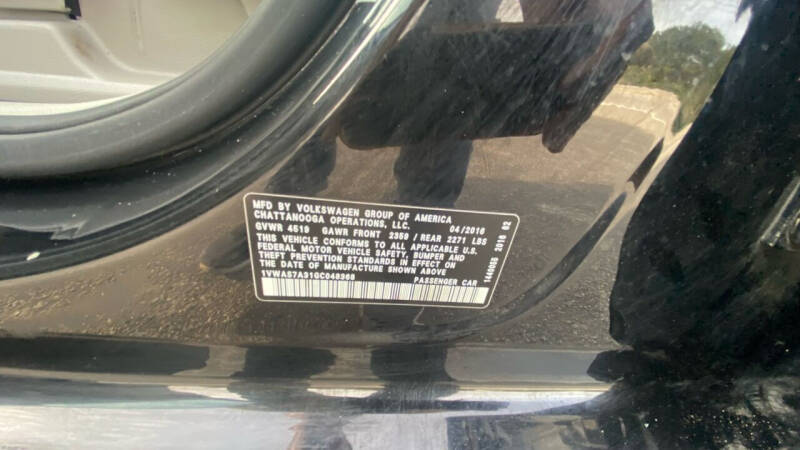 MFD BY VOLKSWAGEN GROUP OF AMERICA
CHATTANOOGA OPERATIONS, LLC. 04/2016
GVWR 4519 GAWR FRONT 2359 / REAR 2271 LBS
THIS VEHICLE CONFORMS TO ALL APPLICABLE U.S.
FEDERAL MOTOR VEHICLE SAFETY, BUMPER AND
THEFT PREVENTION STANDARDS IN EFFECT ON
THE DATE OF MANUFACTURE SHOWN ABOVE
PASSENGER CAR